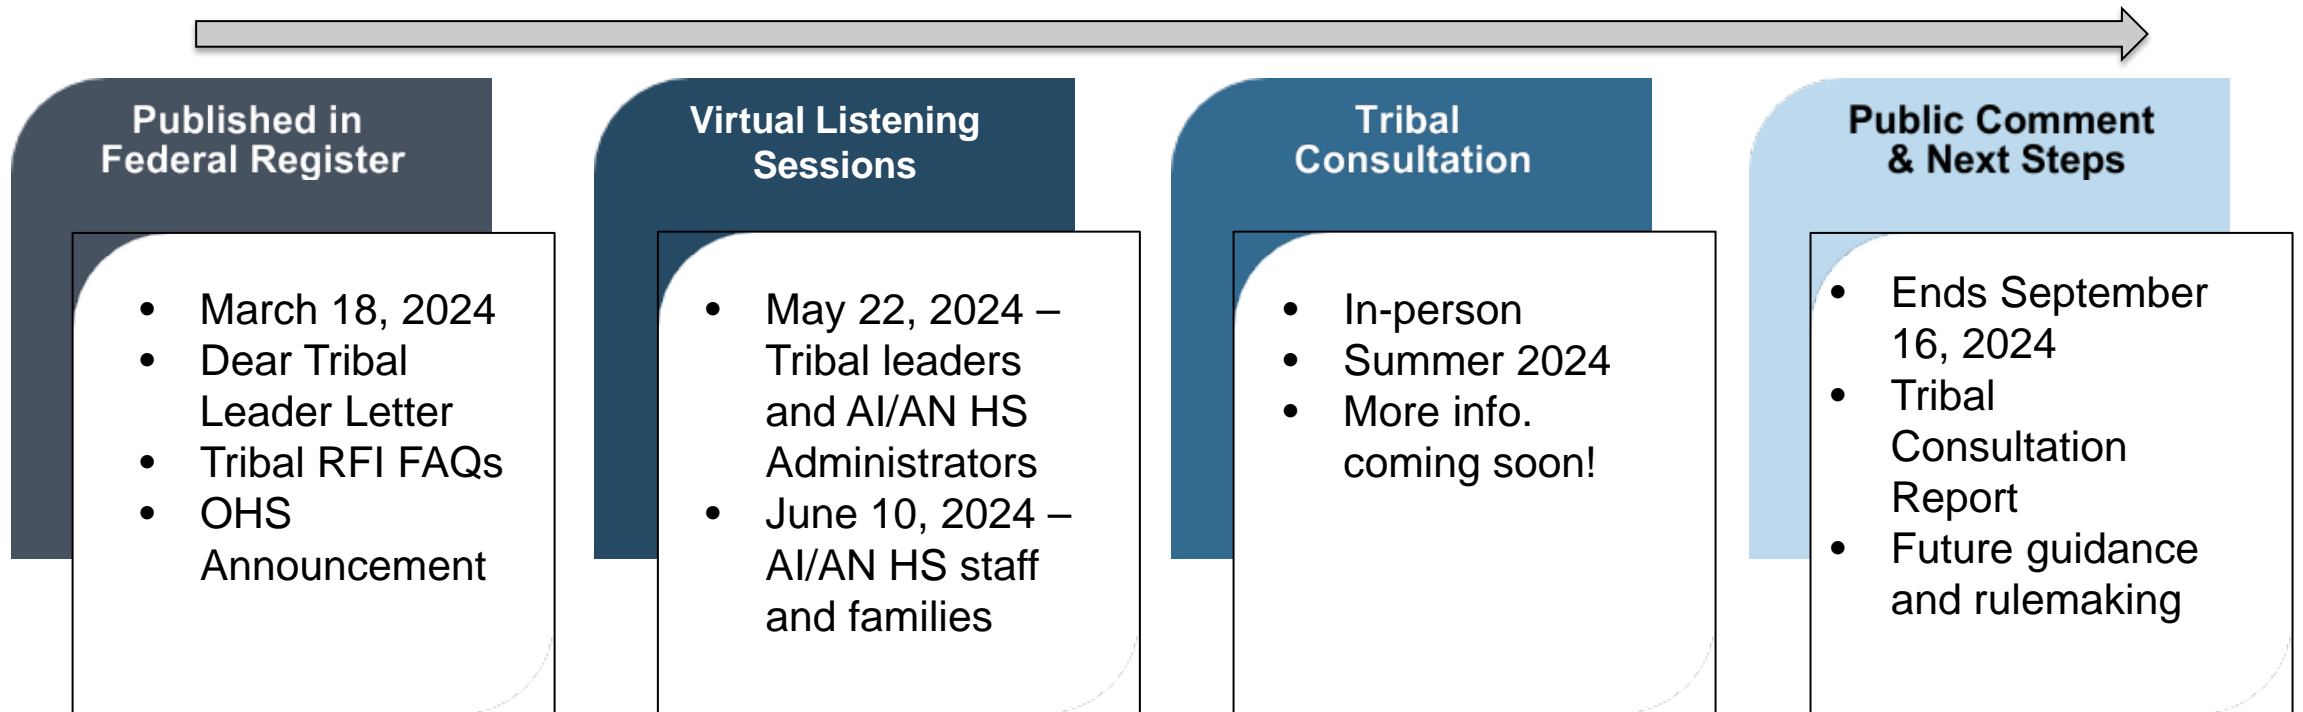 Published in
Federal Register
• March 18, 2024
• Dear Tribal
Leader Letter
• Tribal RFI FAQs
• OHS
Announcement
Virtual Listening
Sessions
• May 22, 2024 –
Tribal leaders
and AI/AN HS
Administrators
• June 10, 2024 –
AI/AN HS staff
and families
Tribal
Consultation
• In-person
• Summer 2024
• More info.
coming soon!
Public Comment
& Next Steps
• Ends September
16, 2024
• Tribal
Consultation
Report
• Future guidance
and rulemaking